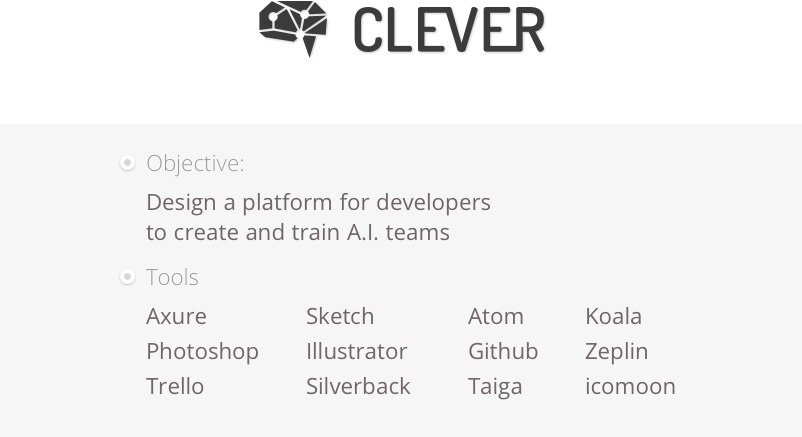 CLEVER
Objective:
Design a platform for developers
to create and train A.I. teams
Tools
Axure Sketch Atom Koala
Photoshop Illustrator Github Zeplin
Trello Silverback Taiga icomoon